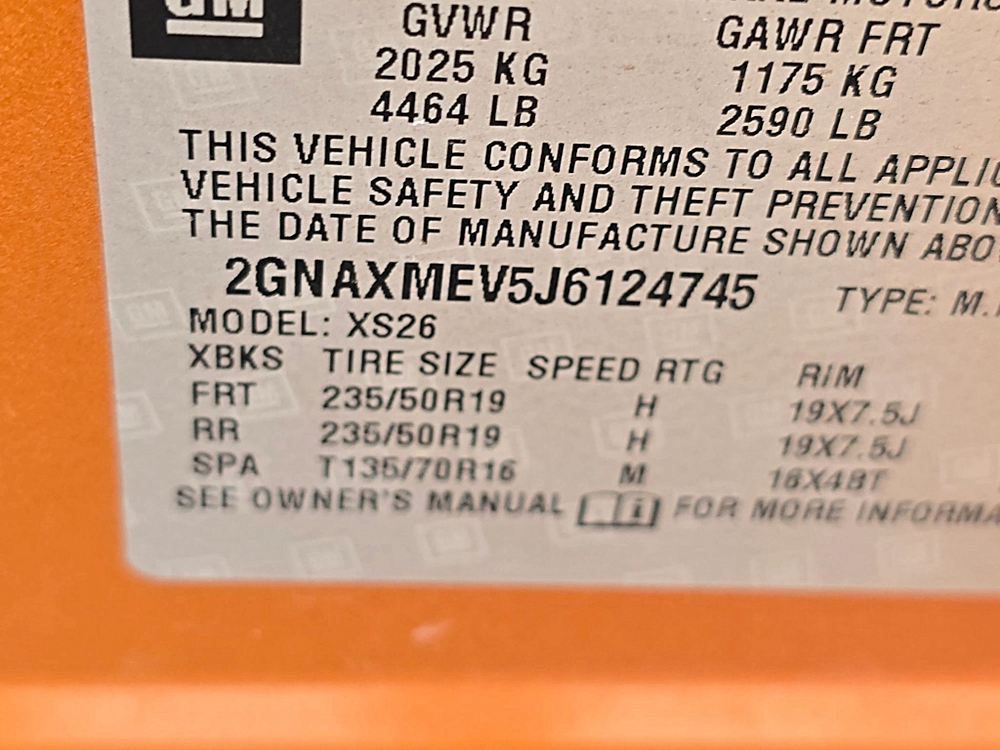 GM
GVWR GAWR FRT
2025 KG 1175 KG
4464 LB 2590 LB
THIS VEHICLE CONFORMS TO ALL
VEHICLE SAFETY AND THEFT PREVENTION
THE DATE OF MANUFACTURE SHOWN
2GNAXMEV5J6124745 TYPE:
MODEL: XS26
XBKS TIRE SIZE SPEED RTG RIM
FRT 235/50R19 H 19X7.5J
RR 235/50R19 H 19X7.5J
SPA T135/70R16 M 16X4BT
SEE OWNER'S MANUAL FOR MORE